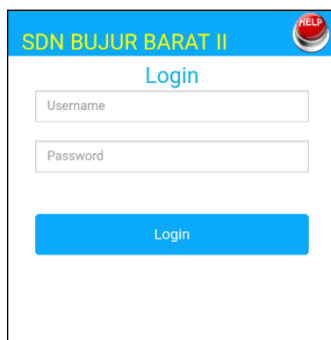 SDN BUJUR BARAT II
HELP
Login
Username
Password
Login